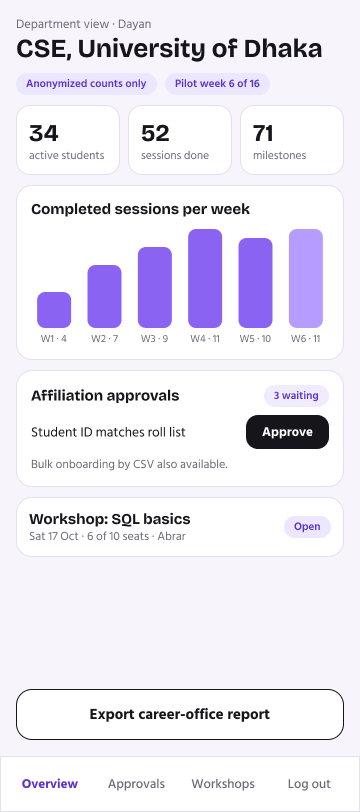 Department view · Dayan
CSE, University of Dhaka
Anonymized counts only
Pilot week 6 of 16
34
active students
52
sessions done
71
milestones
Completed sessions per week
W1 · 4
W2 · 7
W3 · 9
W4 · 11
W5 · 10
W6 · 11
Affiliation approvals
3 waiting
Student ID matches roll list
Approve
Bulk onboarding by CSV also available.
Workshop: SQL basics
Sat 17 Oct · 6 of 10 seats · Abrar
Open
Export career-office report
Overview
Approvals
Workshops
Log out